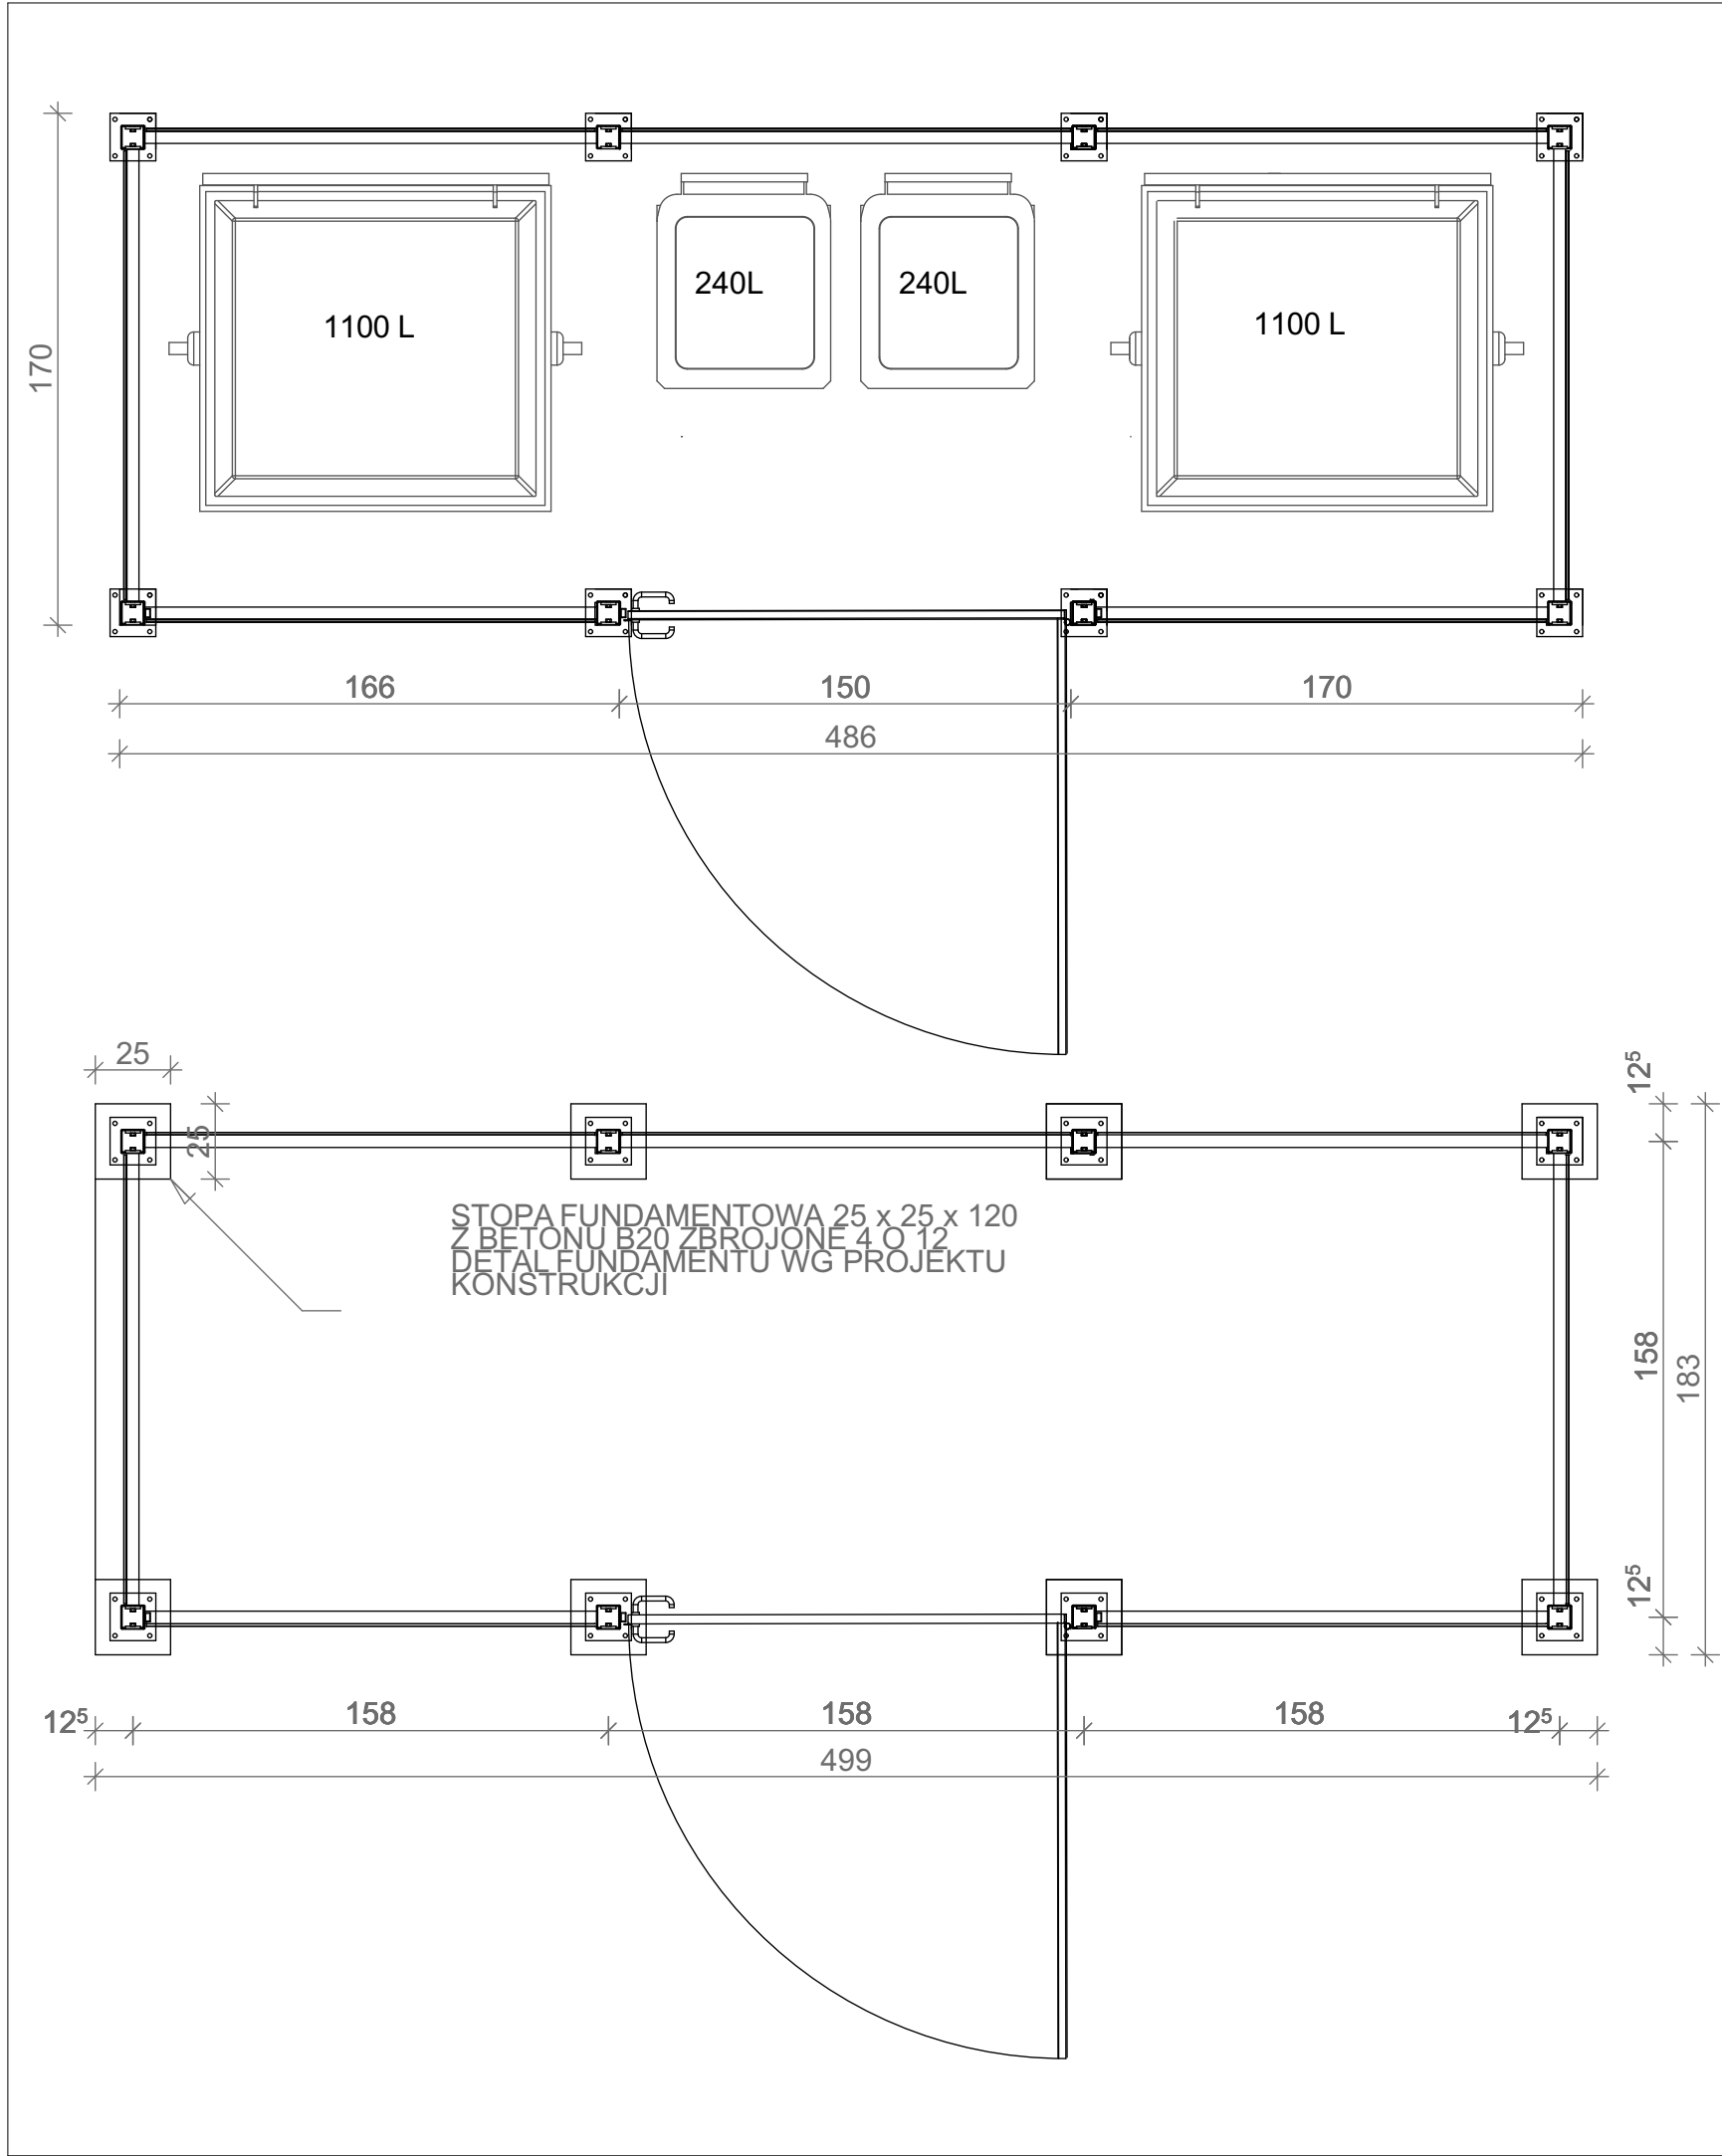 240L
240L
1100 L
1100 L
170
166
150
170
486
25
12⁵
25
STOPA FUNDAMENTOWA 25 x 25 x 120
Z BETONU B20 ZBROJONE 4 O 12
DETAL FUNDAMENTU WG PROJEKTU
KONSTRUKCJI
158
183
12⁵
12⁵
158
158
158
12⁵
499